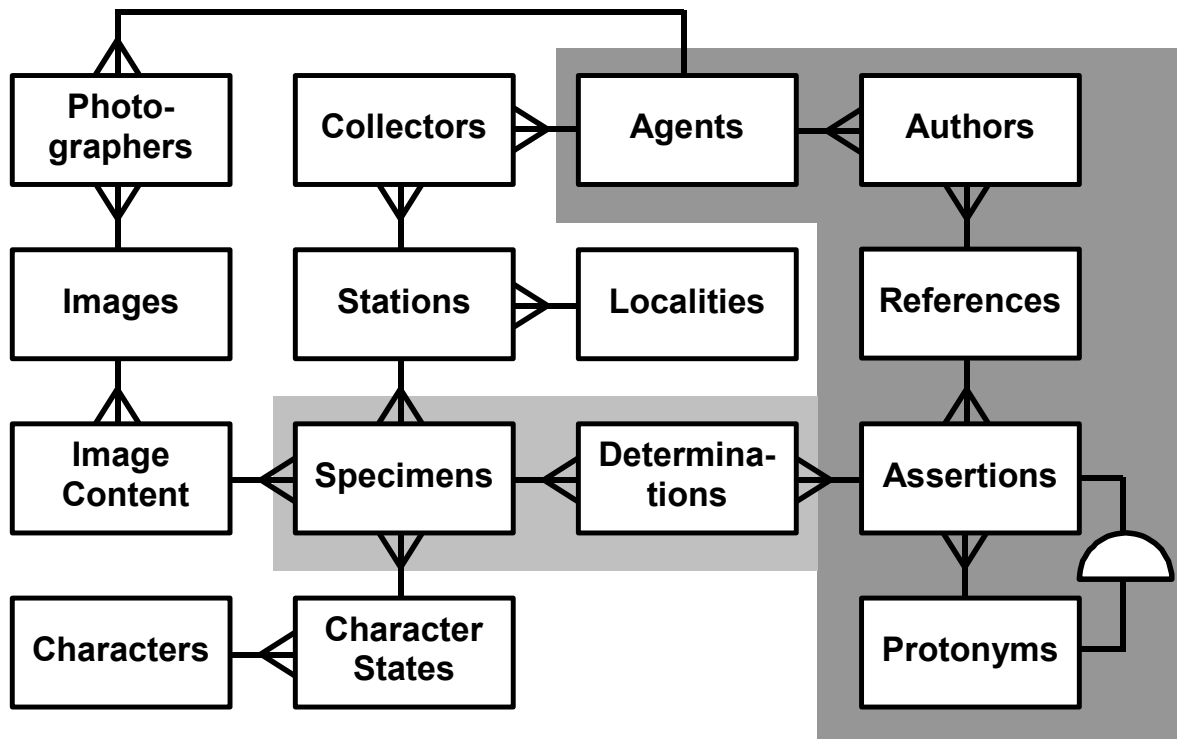 Photo-
graphers
Collectors
Agents
Authors
Images
Stations
Localities
References
Image
Content
Specimens
Determina-
tions
Assertions
Characters
Character
States
Protonyms